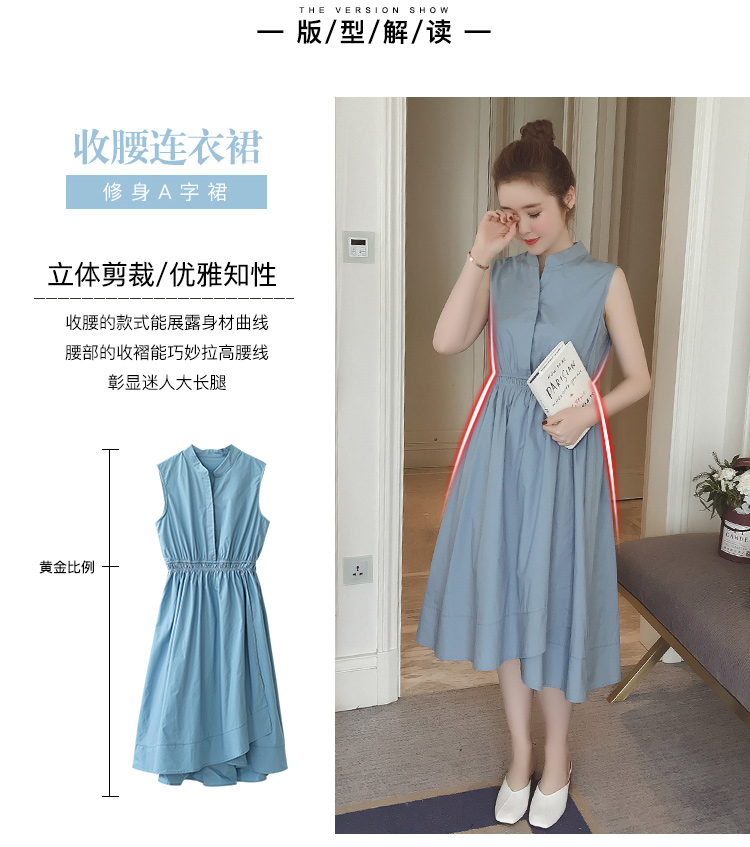 THE VERSION SHOW
— 版/型/解/读 —
收腰连衣裙
修身A字裙
立体剪裁/优雅知性
收腰的款式能展露身材曲线
腰部的收褶能巧妙拉高腰线
彰显迷人大长腿
黄金比例
PARISIAN